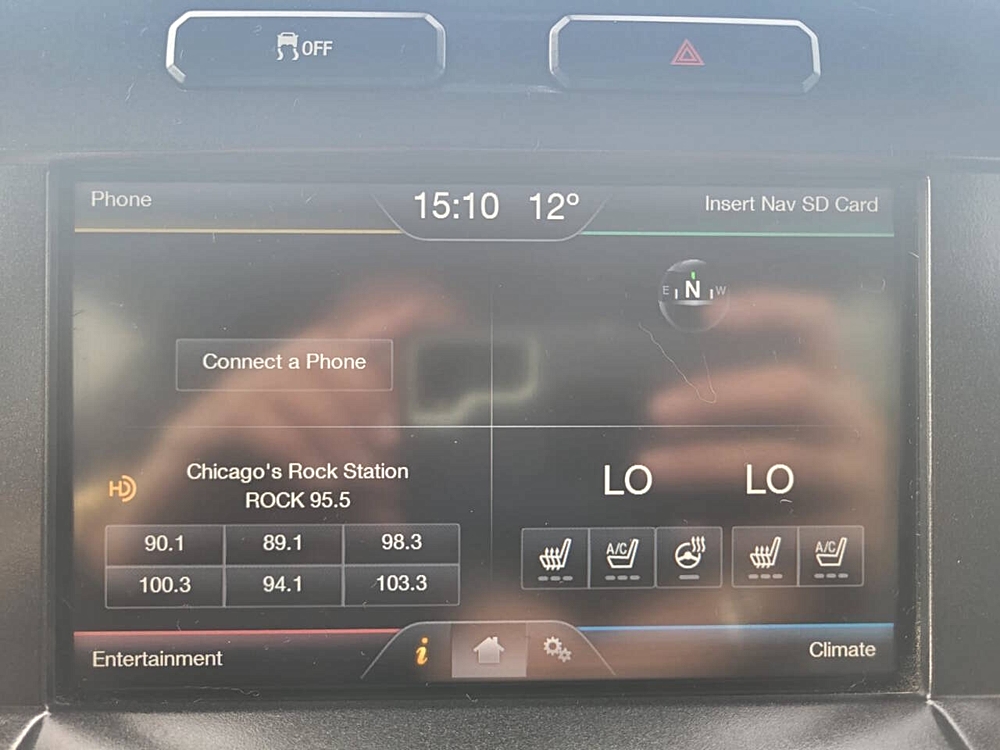 OFF
Phone
15:10 12°
Insert Nav SD Card
E N W
Connect a Phone
HD
Chicago's Rock Station
ROCK 95.5
LO LO
90.1 89.1 98.3
100.3 94.1 103.3
A/C A/C
Entertainment
i
Climate